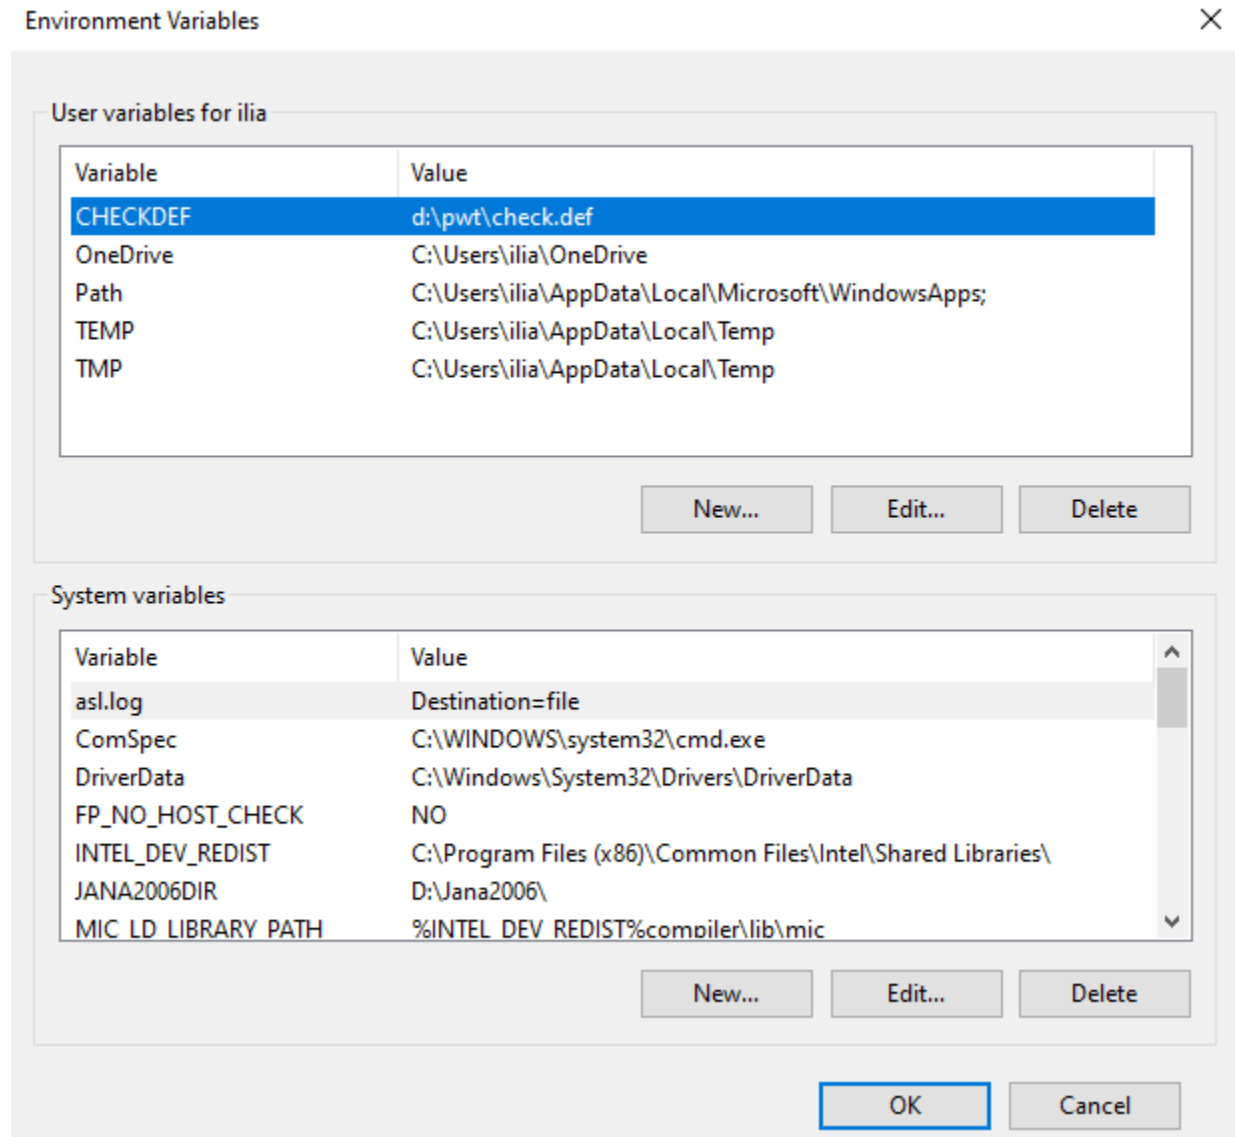 Environment Variables
User variables for ilia
Variable Value
CHECKDEF d:\pwt\check.def
OneDrive C:\Users\ilia\OneDrive
Path C:\Users\ilia\AppData\Local\Microsoft\WindowsApps;
TEMP C:\Users\ilia\AppData\Local\Temp
TMP C:\Users\ilia\AppData\Local\Temp
New... Edit... Delete
System variables
Variable Value
asl.log Destination=file
ComSpec C:\WINDOWS\system32\cmd.exe
DriverData C:\Windows\System32\Drivers\DriverData
FP_NO_HOST_CHECK NO
INTEL_DEV_REDIST C:\Program Files (x86)\Common Files\Intel\Shared Libraries\
JANA2006DIR D:\Jana2006\
MIC_LD_LIBRARY_PATH %INTEL_DEV_REDIST%compiler\lib\mic
New... Edit... Delete
OK Cancel